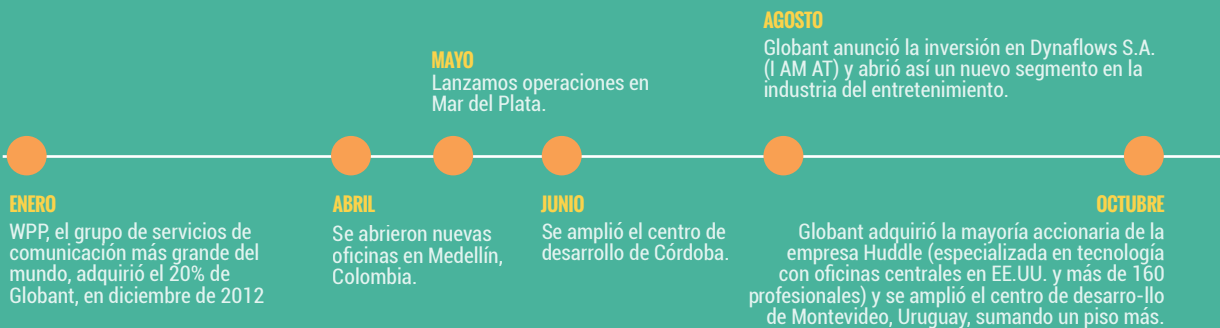 ENERO
WPP, el grupo de servicios de
comunicación más grande del
mundo, adquirió el 20% de
Globant, en diciembre de 2012
ABRIL
Se abrieron nuevas
oficinas en Medellín,
Colombia.
MAYO
Lanzamos operaciones en
Mar del Plata.
JUNIO
Se amplió el centro de
desarrollo de Córdoba.
AGOSTO
Globant anunció la inversión en Dynaflows S.A.
(I AM AT) y abrió así un nuevo segmento en la
industria del entretenimiento.
OCTUBRE
Globant adquirió la mayoría accionaria de la
empresa Huddle (especializada en tecnología
con oficinas centrales en EE.UU. y más de 160
profesionales) y se amplió el centro de desarro-llo
de Montevideo, Uruguay, sumando un piso más.